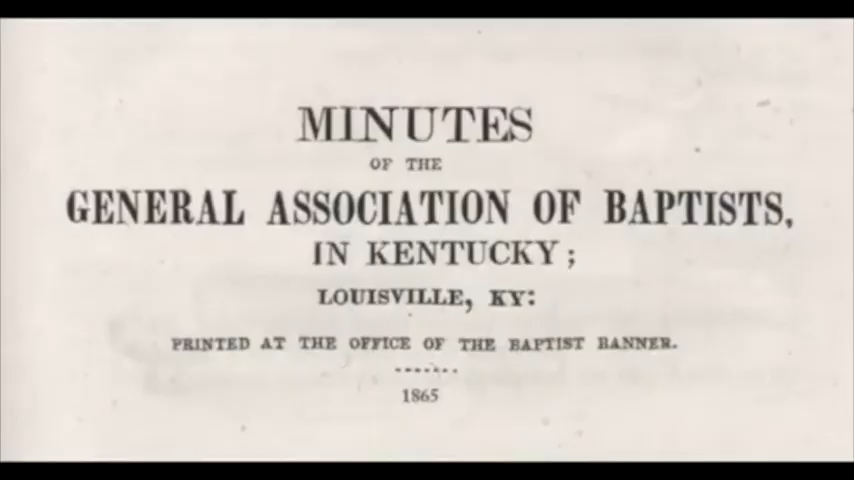 MINUTES
OF THE
GENERAL ASSOCIATION OF BAPTISTS,
IN KENTUCKY;
LOUISVILLE, KY:
PRINTED AT THE OFFICE OF THE BAPTIST BANNER.
1865